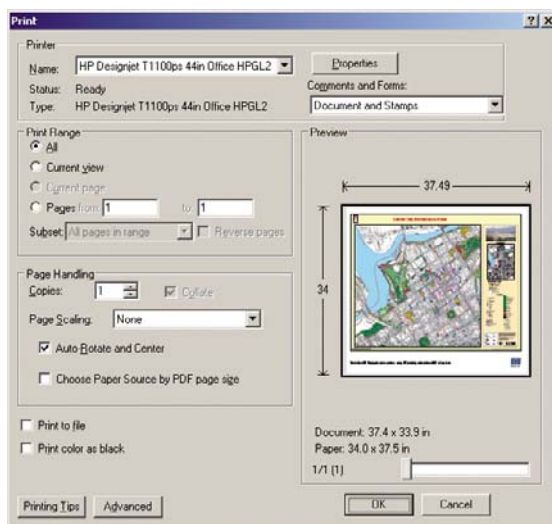 Print
Printer
Name: HP Designjet T1100ps 44in Office HPGL2
Properties
Status: Ready
Comments and Forms:
Type: HP Designjet T1100ps 44in Office HPGL2
Document and Stamps
Print Range
All
Current view
Current page
Pages from: 1 to: 1
Subset: All pages in range
Reverse pages
Page Handling
Copies: 1
Collate
Page Scaling: None
Auto-Rotate and Center
Choose Paper Source by PDF page size
Print to file
Print color as black
Preview
37.49
34
Document: 37.4 x 33.9 in
Paper: 34.0 x 37.5 in
1/1 (1)
Printing Tips
Advanced
OK
Cancel